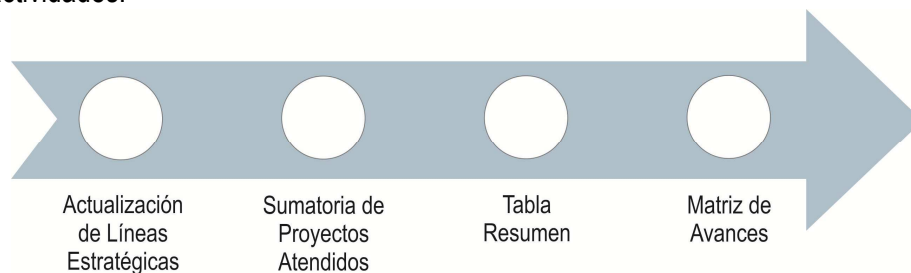 Actualización
de Líneas
Estratégicas
Sumatoria de
Proyectos
Atendidos
Tabla
Resumen
Matriz de
Avances